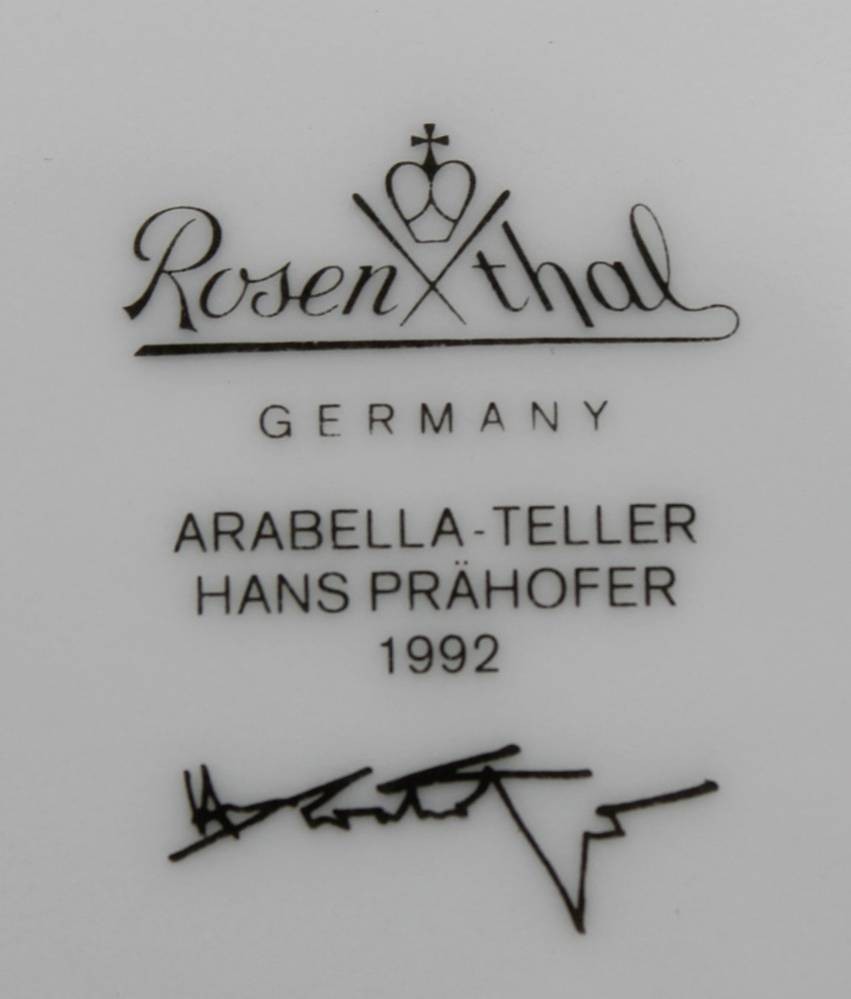 Rosenthal
GERMANY
ARABELLA-TELLER
HANS PRÄHOFER
1992